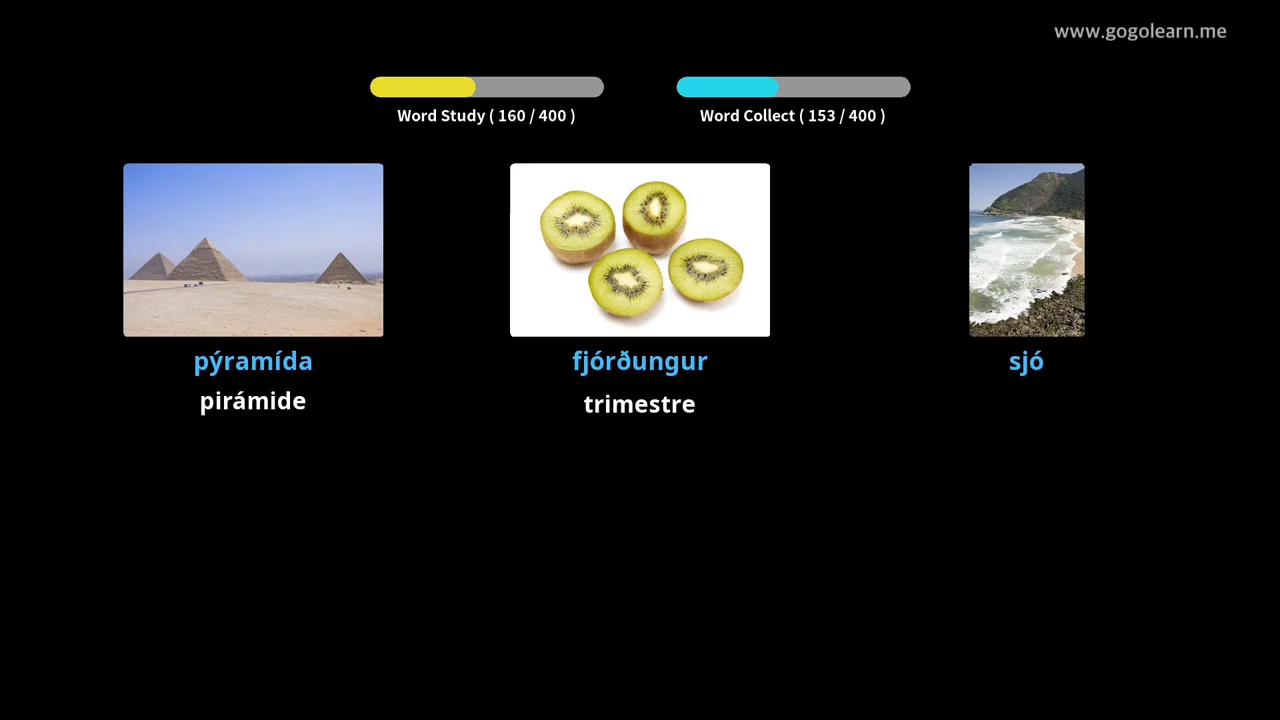 www.gogolearn.me
Word Study ( 160 / 400 )
Word Collect ( 153 / 400 )
pýramída
fjórðungur
sjó
pirámide
trimestre